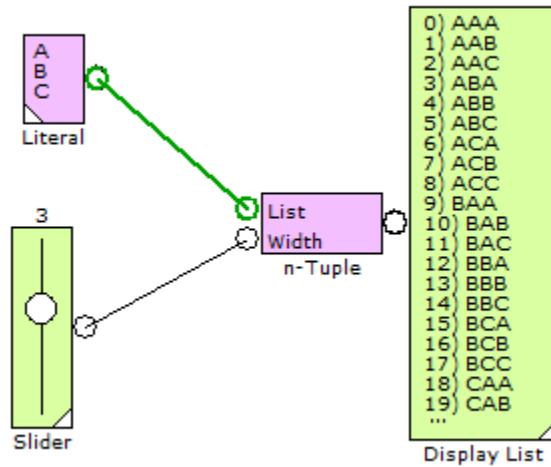 A
B
C
Literal
3
Slider
List
Width
n-Tuple
0) AAA
1) AAB
2) AAC
3) ABA
4) ABB
5) ABC
6) ACA
7) ACB
8) ACC
9) BAA
10) BAB
11) BAC
12) BBA
13) BBB
14) BBC
15) BCA
16) BCB
17) BCC
18) CAA
19) CAB
...
Display List